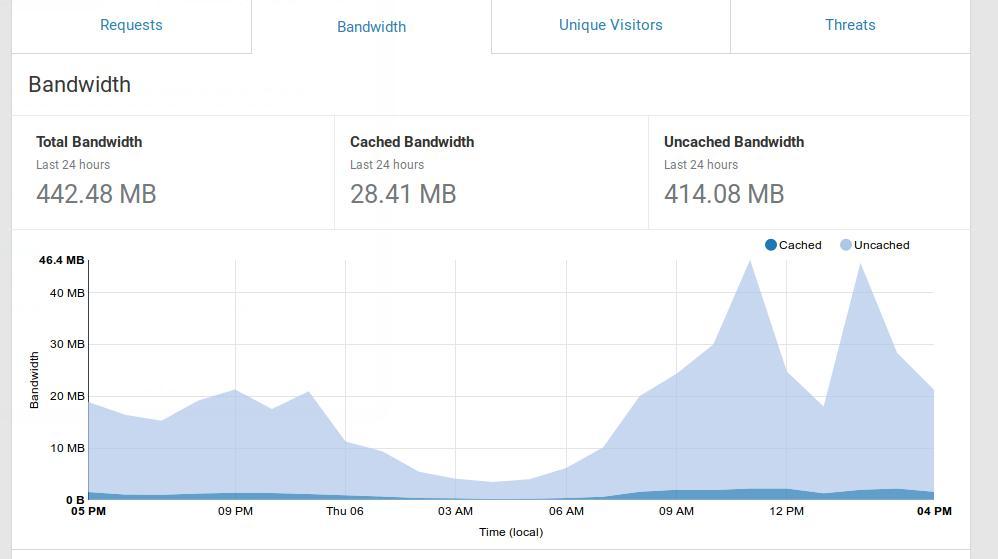 Requests Bandwidth Unique Visitors Threats
Bandwidth
Total Bandwidth Cached Bandwidth Uncached Bandwidth
Last 24 hours Last 24 hours Last 24 hours
442.48 MB 28.41 MB 414.08 MB
Cached Uncached
46.4 MB
40 MB
30 MB
20 MB
10 MB
0 B
Bandwidth
05 PM 09 PM Thu 06 03 AM 06 AM 09 AM 12 PM 04 PM
Time (local)